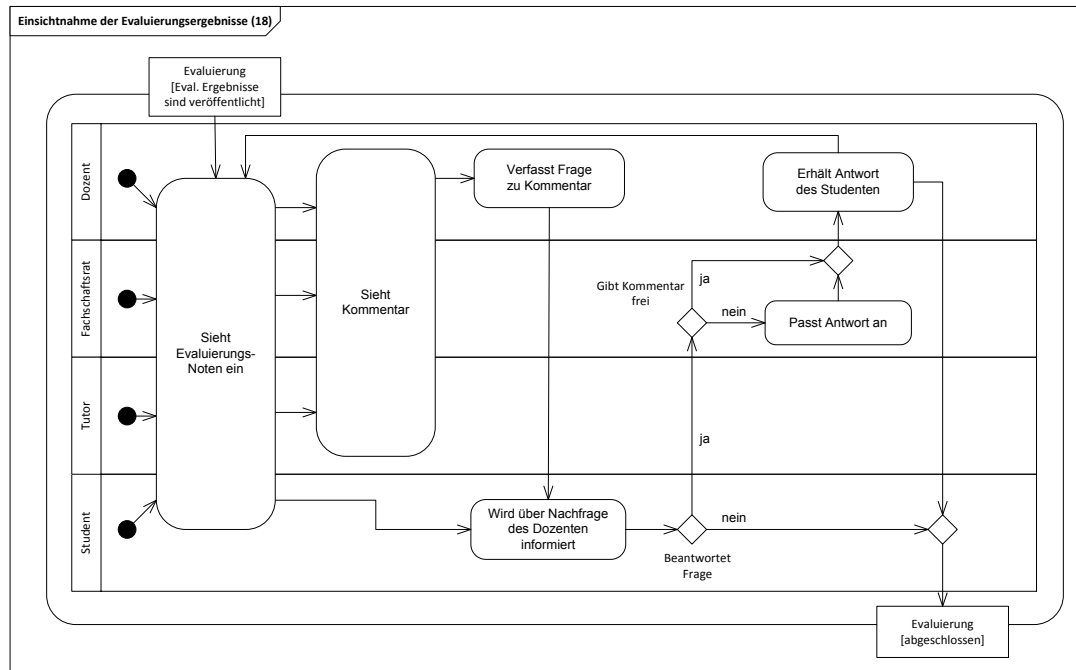 Einsichtnahme der Evaluierungsergebnisse (18)
Evaluierung
[Eval. Ergebnisse
sind veröffentlicht]
Dozent
Verfasst Frage
zu Kommentar
Erhält Antwort
des Studenten
Fachschaftsrat
Sieht
Kommentar
Gibt Kommentar
frei
ja
nein
Passt Antwort an
Sieht
Evaluierungs-
Noten ein
Tutor
ja
Student
Wird über Nachfrage
des Dozenten
informiert
nein
Beantwortet
Frage
Evaluierung
[abgeschlossen]